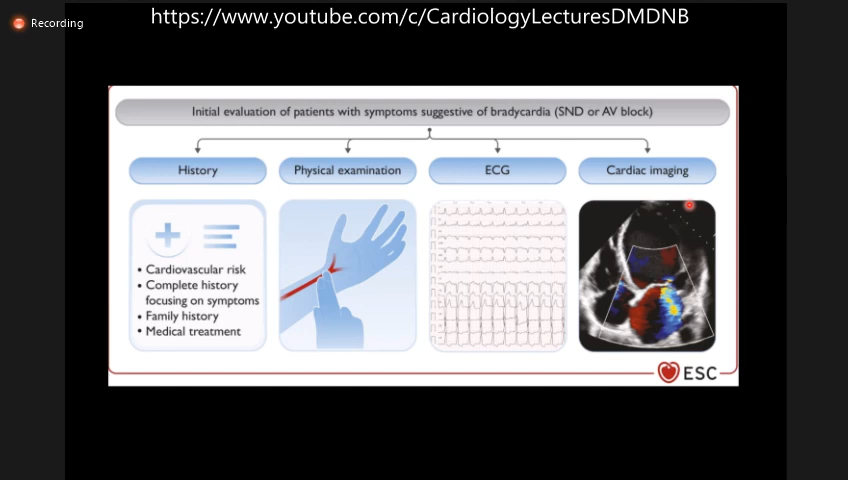 Recording
https://www.youtube.com/c/CardiologyLecturesDMDNB
Initial evaluation of patients with symptoms suggestive of bradycardia (SND or AV block)
History
Physical examination
ECG
Cardiac imaging
• Cardiovascular risk
• Complete history
focusing on symptoms
• Family history
• Medical treatment
ESC